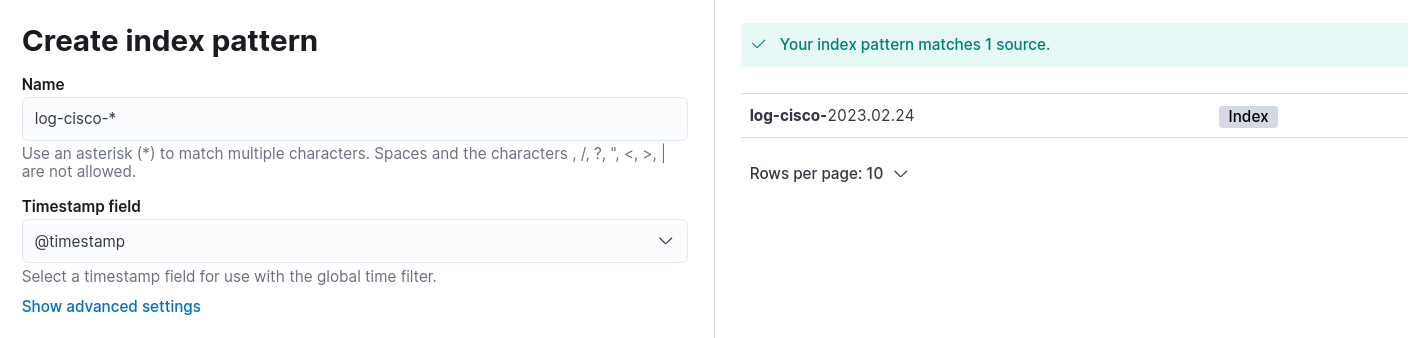 Create index pattern
Name
log-cisco-*
Use an asterisk (*) to match multiple characters. Spaces and the characters , /, ?, ", <, >, |
are not allowed.
Timestamp field
@timestamp
Select a timestamp field for use with the global time filter.
Show advanced settings
Your index pattern matches 1 source.
log-cisco-2023.02.24 Index
Rows per page: 10